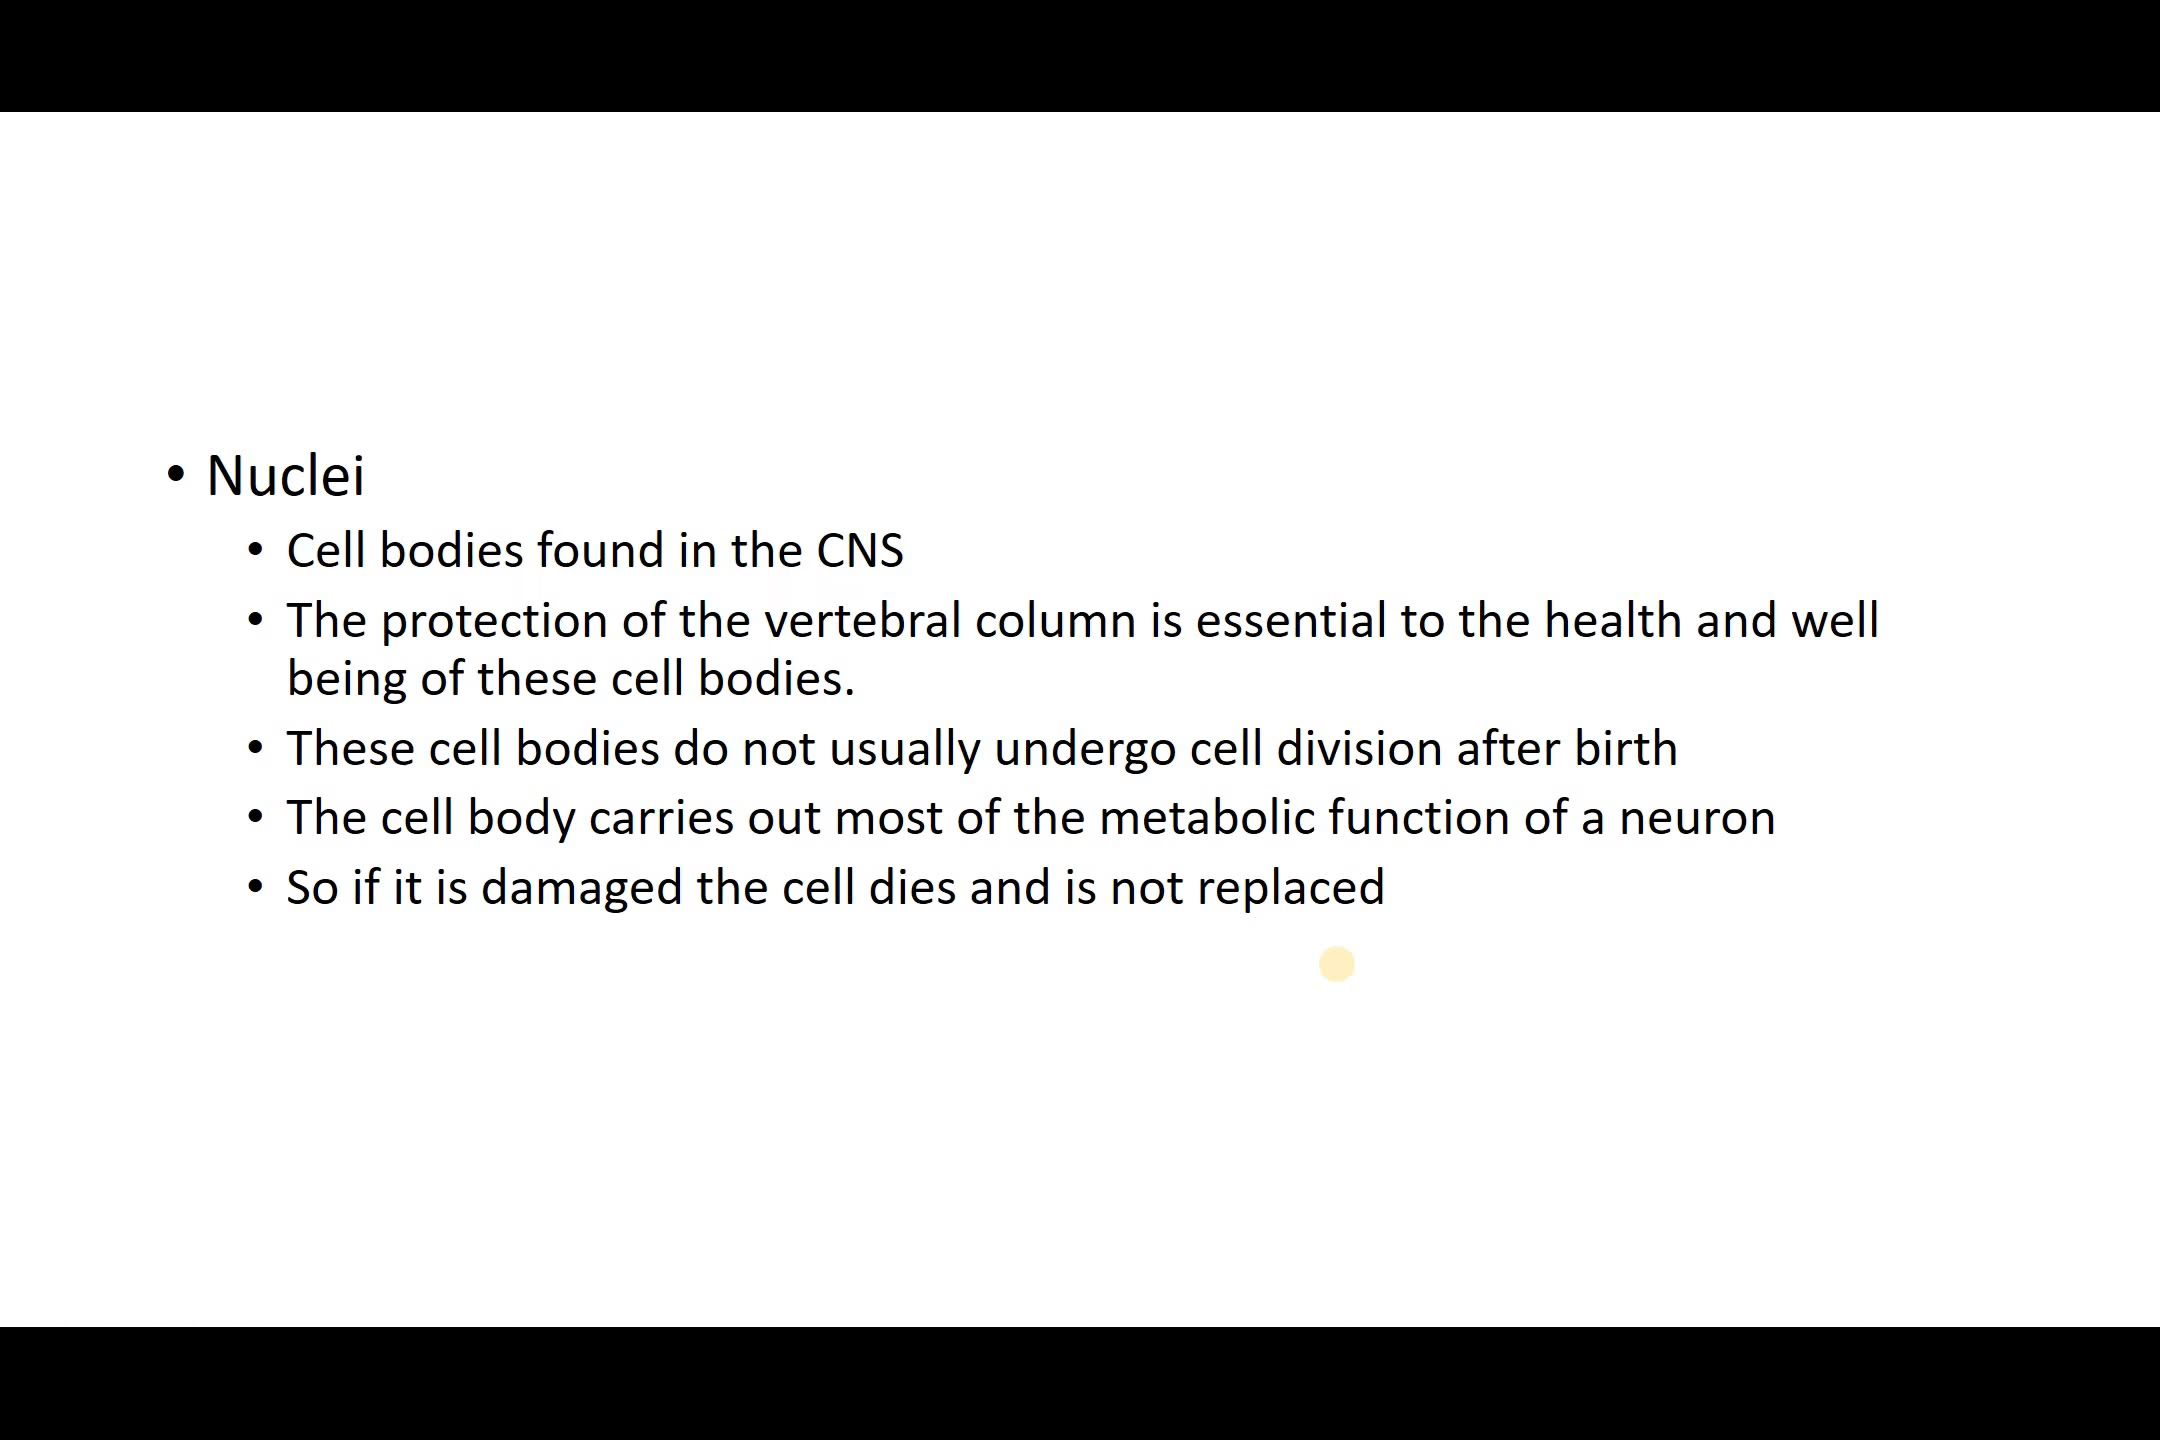 • Nuclei
• Cell bodies found in the CNS
• The protection of the vertebral column is essential to the health and well
being of these cell bodies.
• These cell bodies do not usually undergo cell division after birth
• The cell body carries out most of the metabolic function of a neuron
• So if it is damaged the cell dies and is not replaced